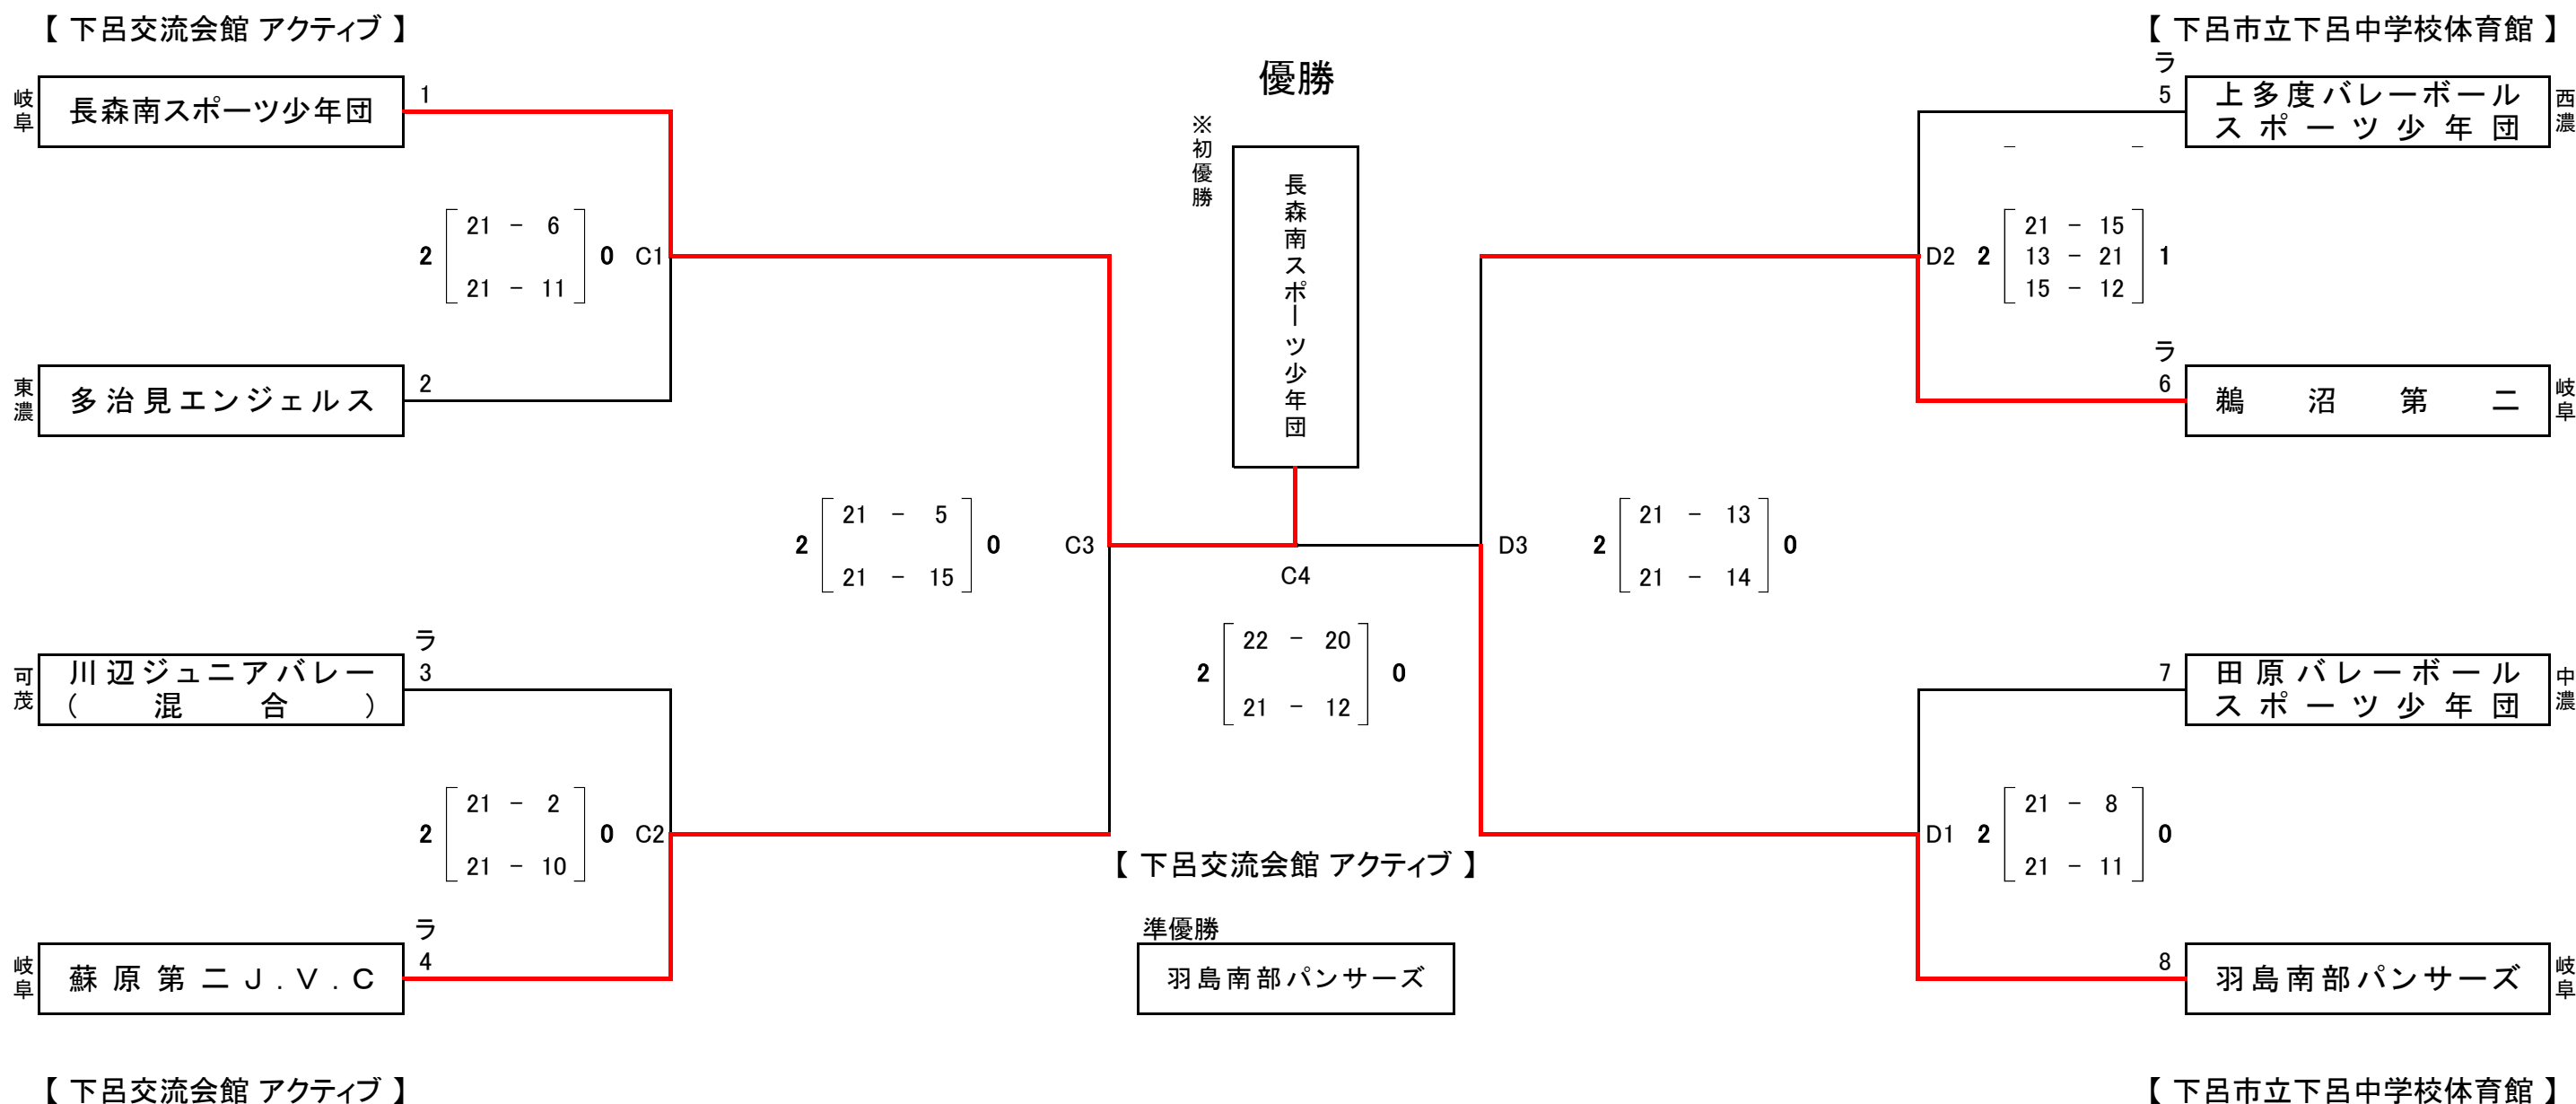 【 下呂交流会館 アクティブ 】
【 下呂市立下呂中学校体育館 】
優勝
※初優勝
長森南スポーツ少年団
岐阜
長森南スポーツ少年団
1
2
21 - 6
21 - 11
0
C1
東濃
多治見エンジェルス
2
2
21 - 5
21 - 15
0
C3
可茂
川辺ジュニアバレー
( 混合 )
ラ
3
2
21 - 2
21 - 10
0
C2
岐阜
蘇原第二J.V.C
ラ
4
C4
2
22 - 20
21 - 12
0
【 下呂交流会館 アクティブ 】
準優勝
羽島南部パンサーズ
ラ
5
上多度バレーボール
スポーツ少年団
西濃
- -
D2
2
21 - 15
13 - 21
15 - 12
1
ラ
6
鵜沼第二
岐阜
D3
2
21 - 13
21 - 14
0
7
田原バレーボール
スポーツ少年団
中濃
D1
2
21 - 8
21 - 11
0
8
羽島南部パンサーズ
岐阜
【 下呂交流会館 アクティブ 】
【 下呂市立下呂中学校体育館 】